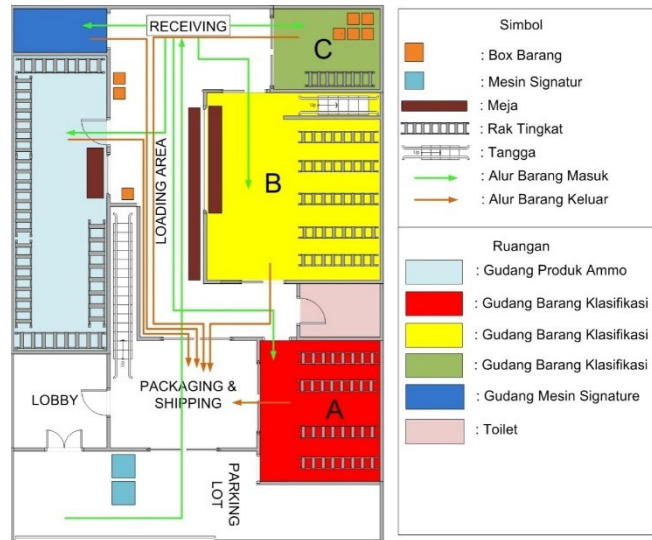 RECEIVING
C
LOADING AREA
B
A
PACKAGING &
SHIPPING
LOBBY
PARKING
LOT
Simbol
: Box Barang
: Mesin Signatur
: Meja
: Rak Tingkat
: Tangga
: Alur Barang Masuk
: Alur Barang Keluar
Ruangan
: Gudang Produk Ammo
: Gudang Barang Klasifikasi
: Gudang Barang Klasifikasi
: Gudang Barang Klasifikasi
: Gudang Mesin Signature
: Toilet